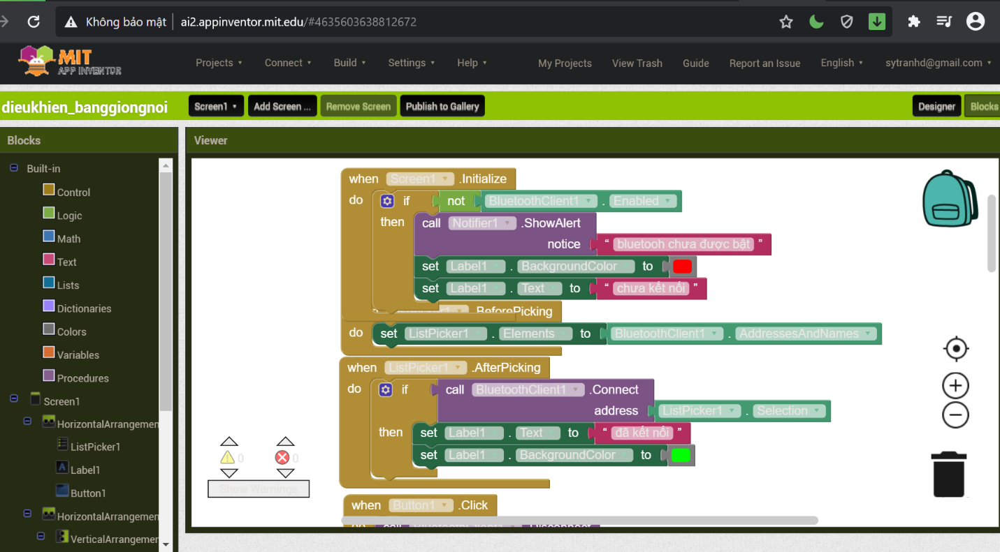 Không bảo mật ai2.appinventor.mit.edu/#4635603638812672
MIT
APP INVENTOR
Projects Connect Build Settings Help My Projects View Trash Guide Report an Issue English sytranhd@gmail.com
dieukhien_banggiongnoi Screen1 Add Screen ... Remove Screen Publish to Gallery Designer Blocks
Blocks
Viewer
Built-in
Control
Logic
Math
Text
Lists
Dictionaries
Colors
Variables
Procedures
Screen1
HorizontalArrangemen
ListPicker1
Label1
Button1
HorizontalArrangemen
VerticalArrangemen
when Screen1 .Initialize
do if not BluetoothClient1 . Enabled
then call Notifier1 .ShowAlert
notice “ bluetooh chưa được bật ”
set Label1 . BackgroundColor to
set Label1 . Text to “ chưa kết nối ”
.BeforePicking
do set ListPicker1 . Elements to BluetoothClient1 . AddressesAndNames
when ListPicker1 .AfterPicking
do if call BluetoothClient1 .Connect
address ListPicker1 . Selection
then set Label1 . Text to “ đã kết nối ”
set Label1 . BackgroundColor to
when Button1 .Click
do call BluetoothClient1 .Disconnect
0 0
Show Warnings